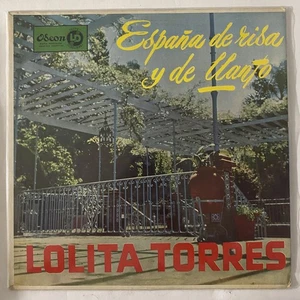 Odeon
España de risa
y de llanto
LOLITA TORRES